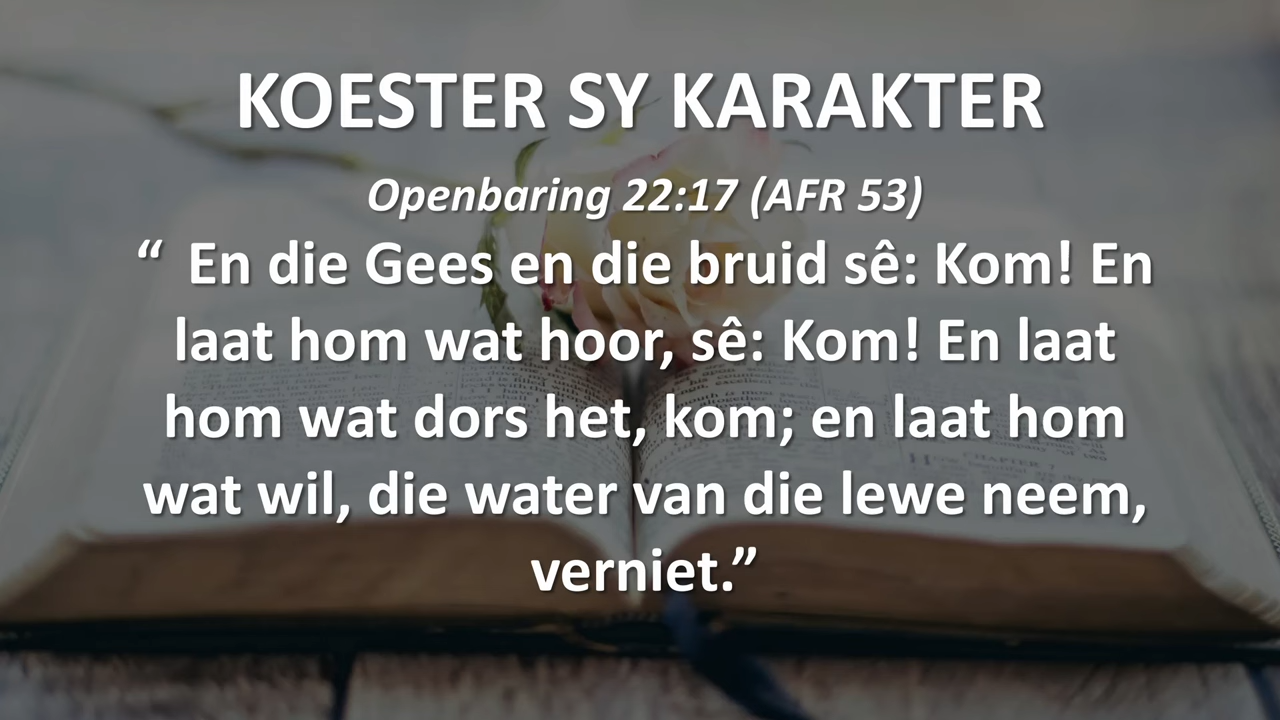 KOESTER SY KARAKTER
Openbaring 22:17 (AFR 53)
“ En die Gees en die bruid sê: Kom! En
laat hom wat hoor, sê: Kom! En laat
hom wat dors het, kom; en laat hom
wat wil, die water van die lewe neem,
verniet.”